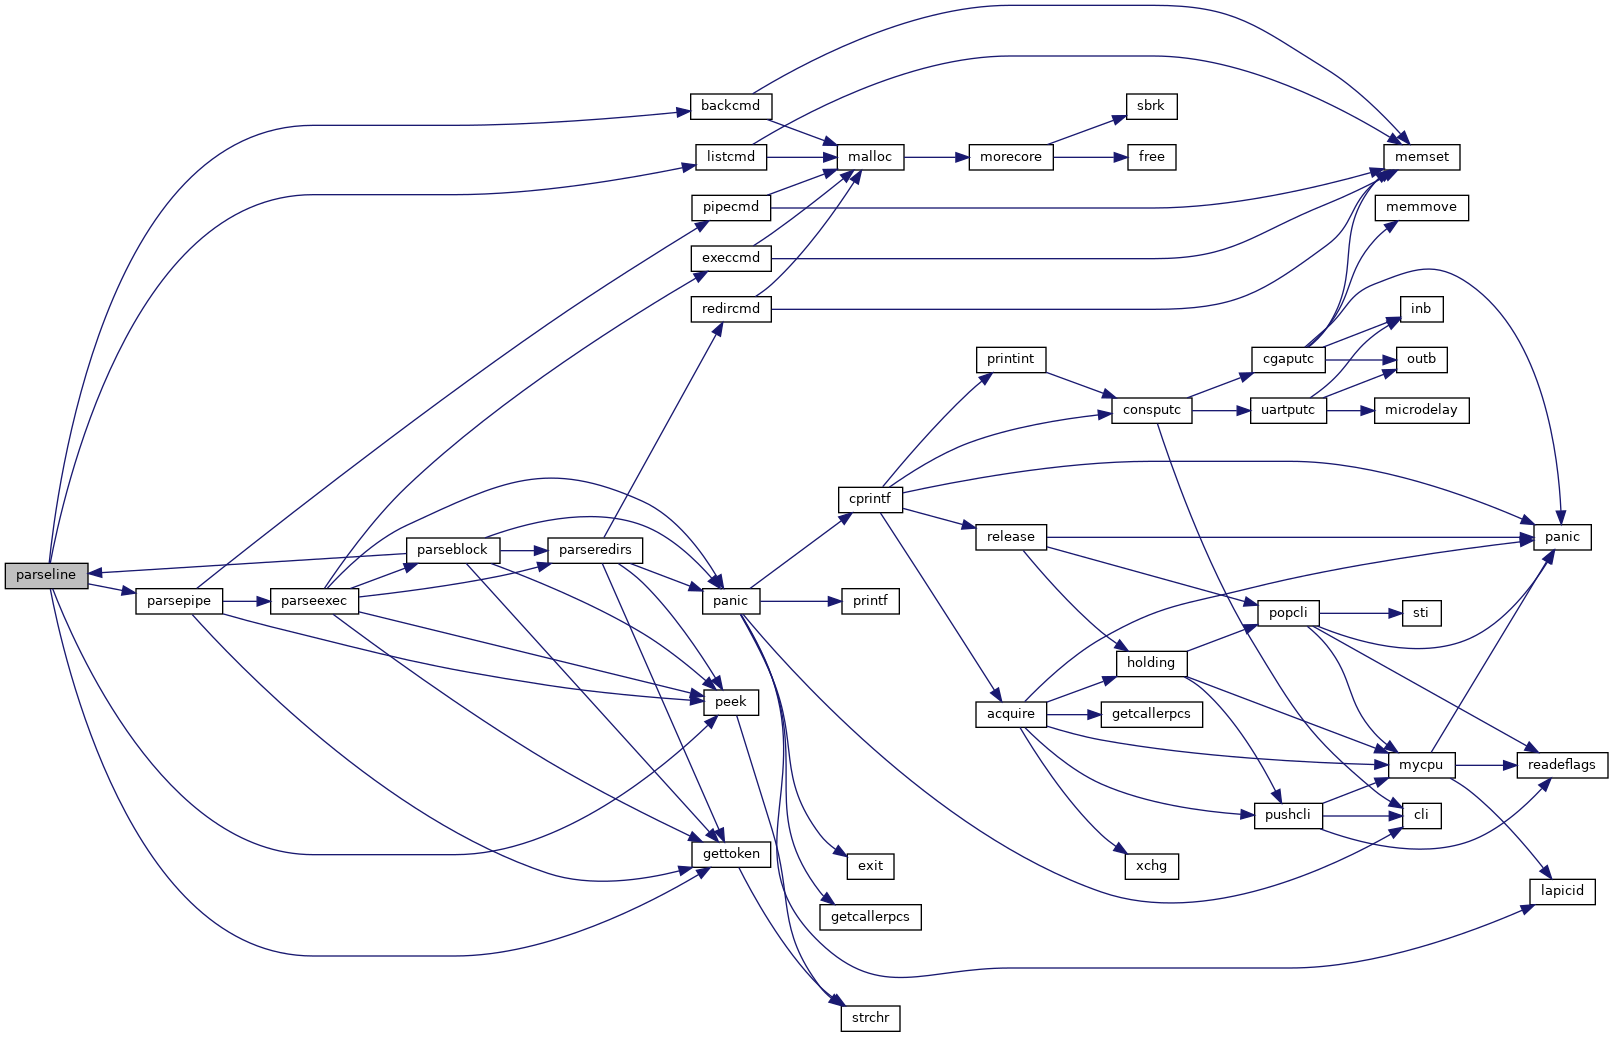 parseline
parsepipe
parseexec
parseblock
parseredirs
backcmd
listcmd
pipecmd
execcmd
redircmd
panic
peek
gettoken
malloc
cprintf
printf
exit
getcallerpcs
strchr
morecore
printint
release
acquire
sbrk
free
consputc
holding
getcallerpcs
xchg
cgaputc
uartputc
popcli
pushcli
memset
memmove
inb
outb
microdelay
sti
mycpu
cli
panic
readeflags
lapicid